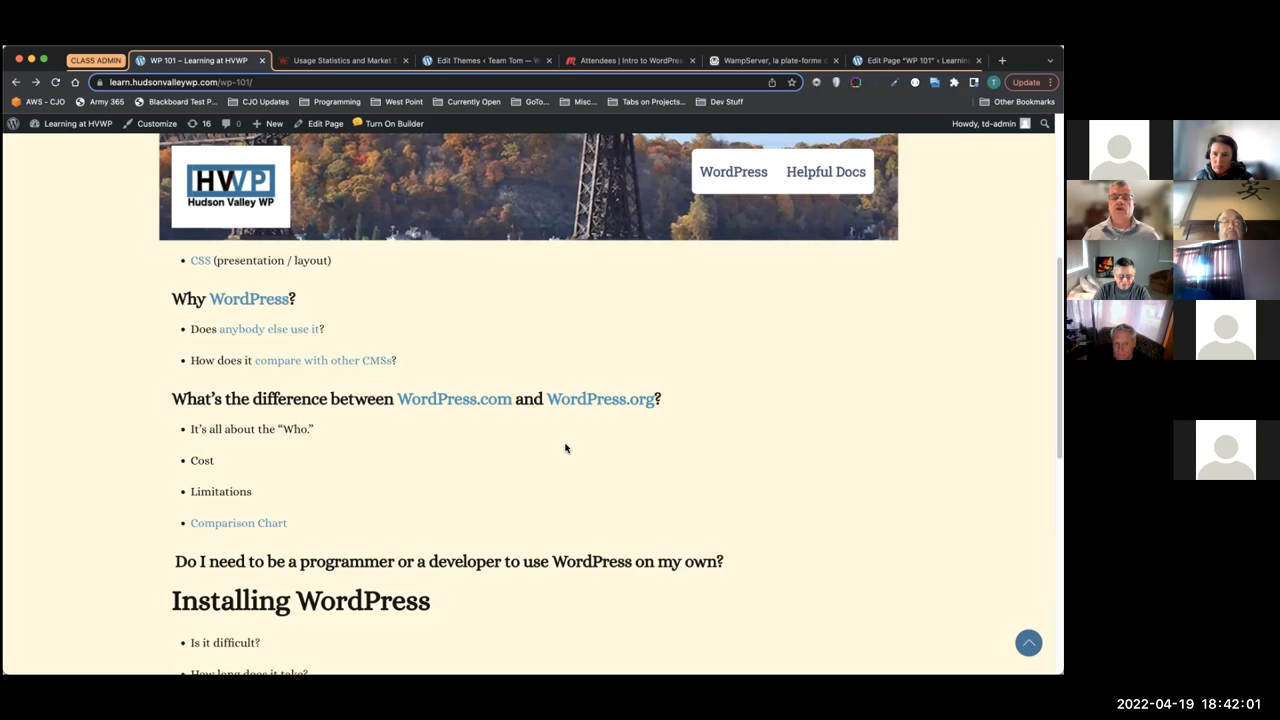 CLASS ADMIN
WP 101 – Learning at HVWP
Usage Statistics and Market S
Edit Themes ‹ Team Tom — W
Attendees | Intro to WordPres
WampServer, la plate-forme d
Edit Page "WP 101" ‹ Learnin
learn.hudsonvalleywp.com/wp-101/
T
Update
AWS - CJO
Army 365
Blackboard Test P...
CJO Updates
Programming
West Point
Currently Open
GoTo...
Misc...
Tabs on Projects...
Dev Stuff
Other Bookmarks
Learning at HVWP
Customize
16
0
New
Edit Page
Turn On Builder
Howdy, td-admin
HWP
Hudson Valley WP
WordPress
Helpful Docs
• CSS (presentation / layout)
Why WordPress?
• Does anybody else use it?
• How does it compare with other CMSs?
What's the difference between WordPress.com and WordPress.org?
• It's all about the “Who.”
• Cost
• Limitations
• Comparison Chart
Do I need to be a programmer or a developer to use WordPress on my own?
Installing WordPress
• Is it difficult?
• How long does it take?
2022-04-19 18:42:01